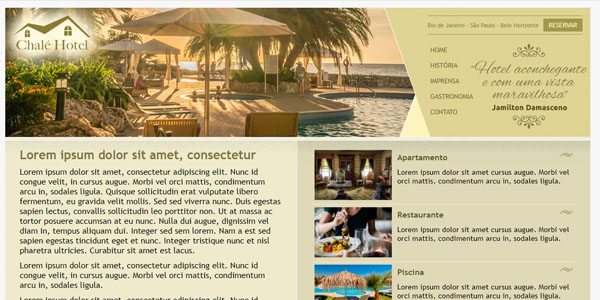 Chalé Hotel
Rio de Janeiro - São Paulo - Belo Horizonte
RESERVAR
HOME
HISTÓRIA
IMPRENSA
GASTRONOMIA
CONTATO
"Hotel aconchegante
e com uma vista
maravilhosa"
Jamilton Damasceno
Lorem ipsum dolor sit amet, consectetur
Lorem ipsum dolor sit amet, consectetur adipiscing elit. Nunc id
congue velit, in cursus augue. Morbi vel orci mattis, condimentum
arcu in, sodales ligula. Quisque sollicitudin erat vulputate libero
fermentum, eu gravida velit mollis. Sed sed viverra nunc. Duis egestas
sapien lectus, convallis sollicitudin leo porttitor non. Ut at massa ac
tortor posuere accumsan at eu nunc. Nulla dui augue, dignissim vel
diam in, tempus aliquam dui. Integer sed sem lorem. Nam a est sed
sapien egestas tincidunt eget et nunc. Integer tristique nunc et nisl
pharetra ultricies. Curabitur sit amet est lacus.
Lorem ipsum dolor sit amet, consectetur adipiscing elit. Nunc id
congue velit, in cursus augue. Morbi vel orci mattis, condimentum
arcu in, sodales ligula.
Lorem ipsum dolor sit amet, consectetur adipiscing elit. Nunc id
Apartamento
Lorem ipsum dolor sit amet cursus augue. Morbi vel
orci mattis, condimentum arcu in, sodales ligula.
Restaurante
Lorem ipsum dolor sit amet cursus augue. Morbi vel
orci mattis, condimentum arcu in, sodales ligula.
Piscina
Lorem ipsum dolor sit amet cursus augue. Morbi vel
orci mattis, condimentum arcu in, sodales ligula.